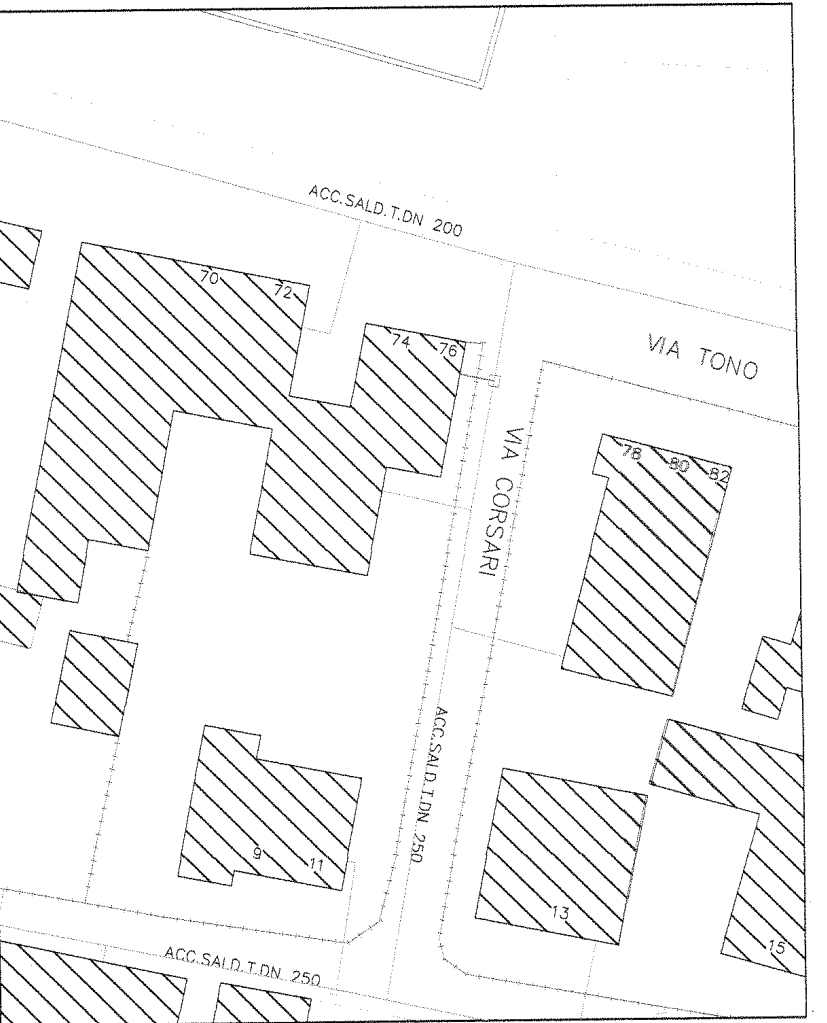 ACC.SALD.T.DN 200
70
72
74
76
VIA TONO
78
80
82
VIA CORSARI
ACC.SALD.T.DN 250
9
11
13
15
ACC.SALD.T.DN 250